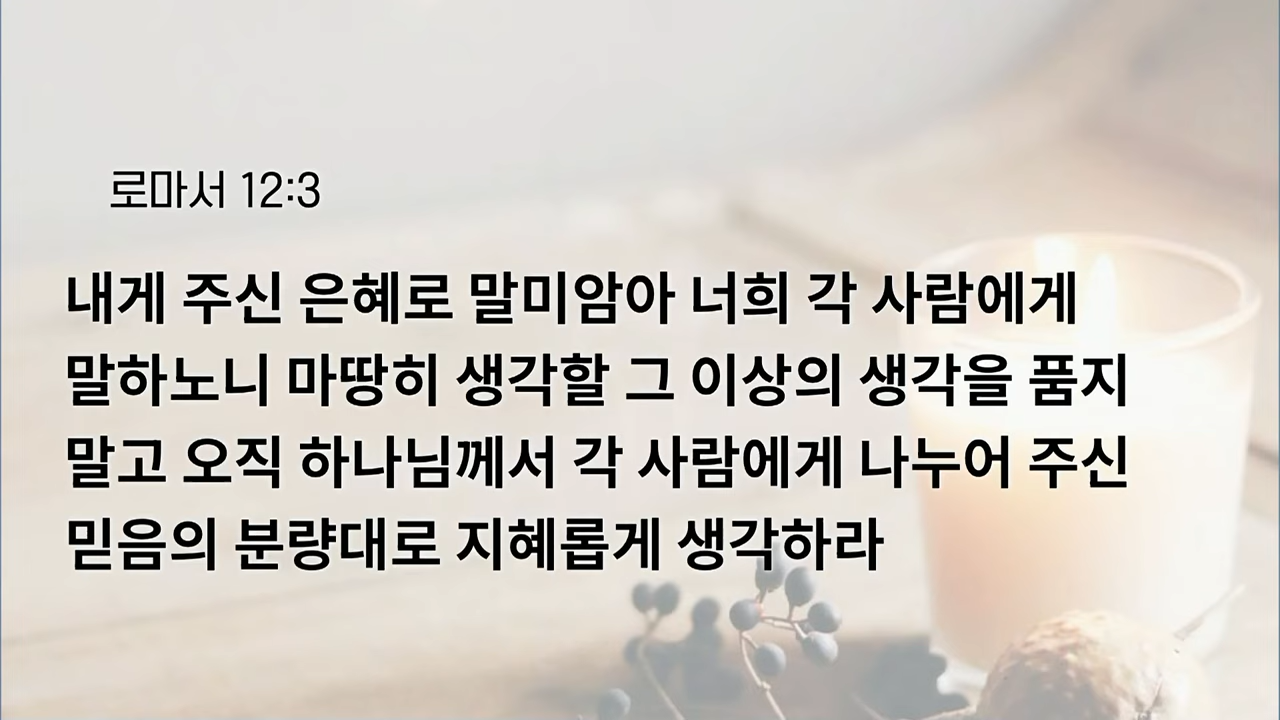 로마서 12:3
내게 주신 은혜로 말미암아 너희 각 사람에게
말하노니 마땅히 생각할 그 이상의 생각을 품지
말고 오직 하나님께서 각 사람에게 나누어 주신
믿음의 분량대로 지혜롭게 생각하라